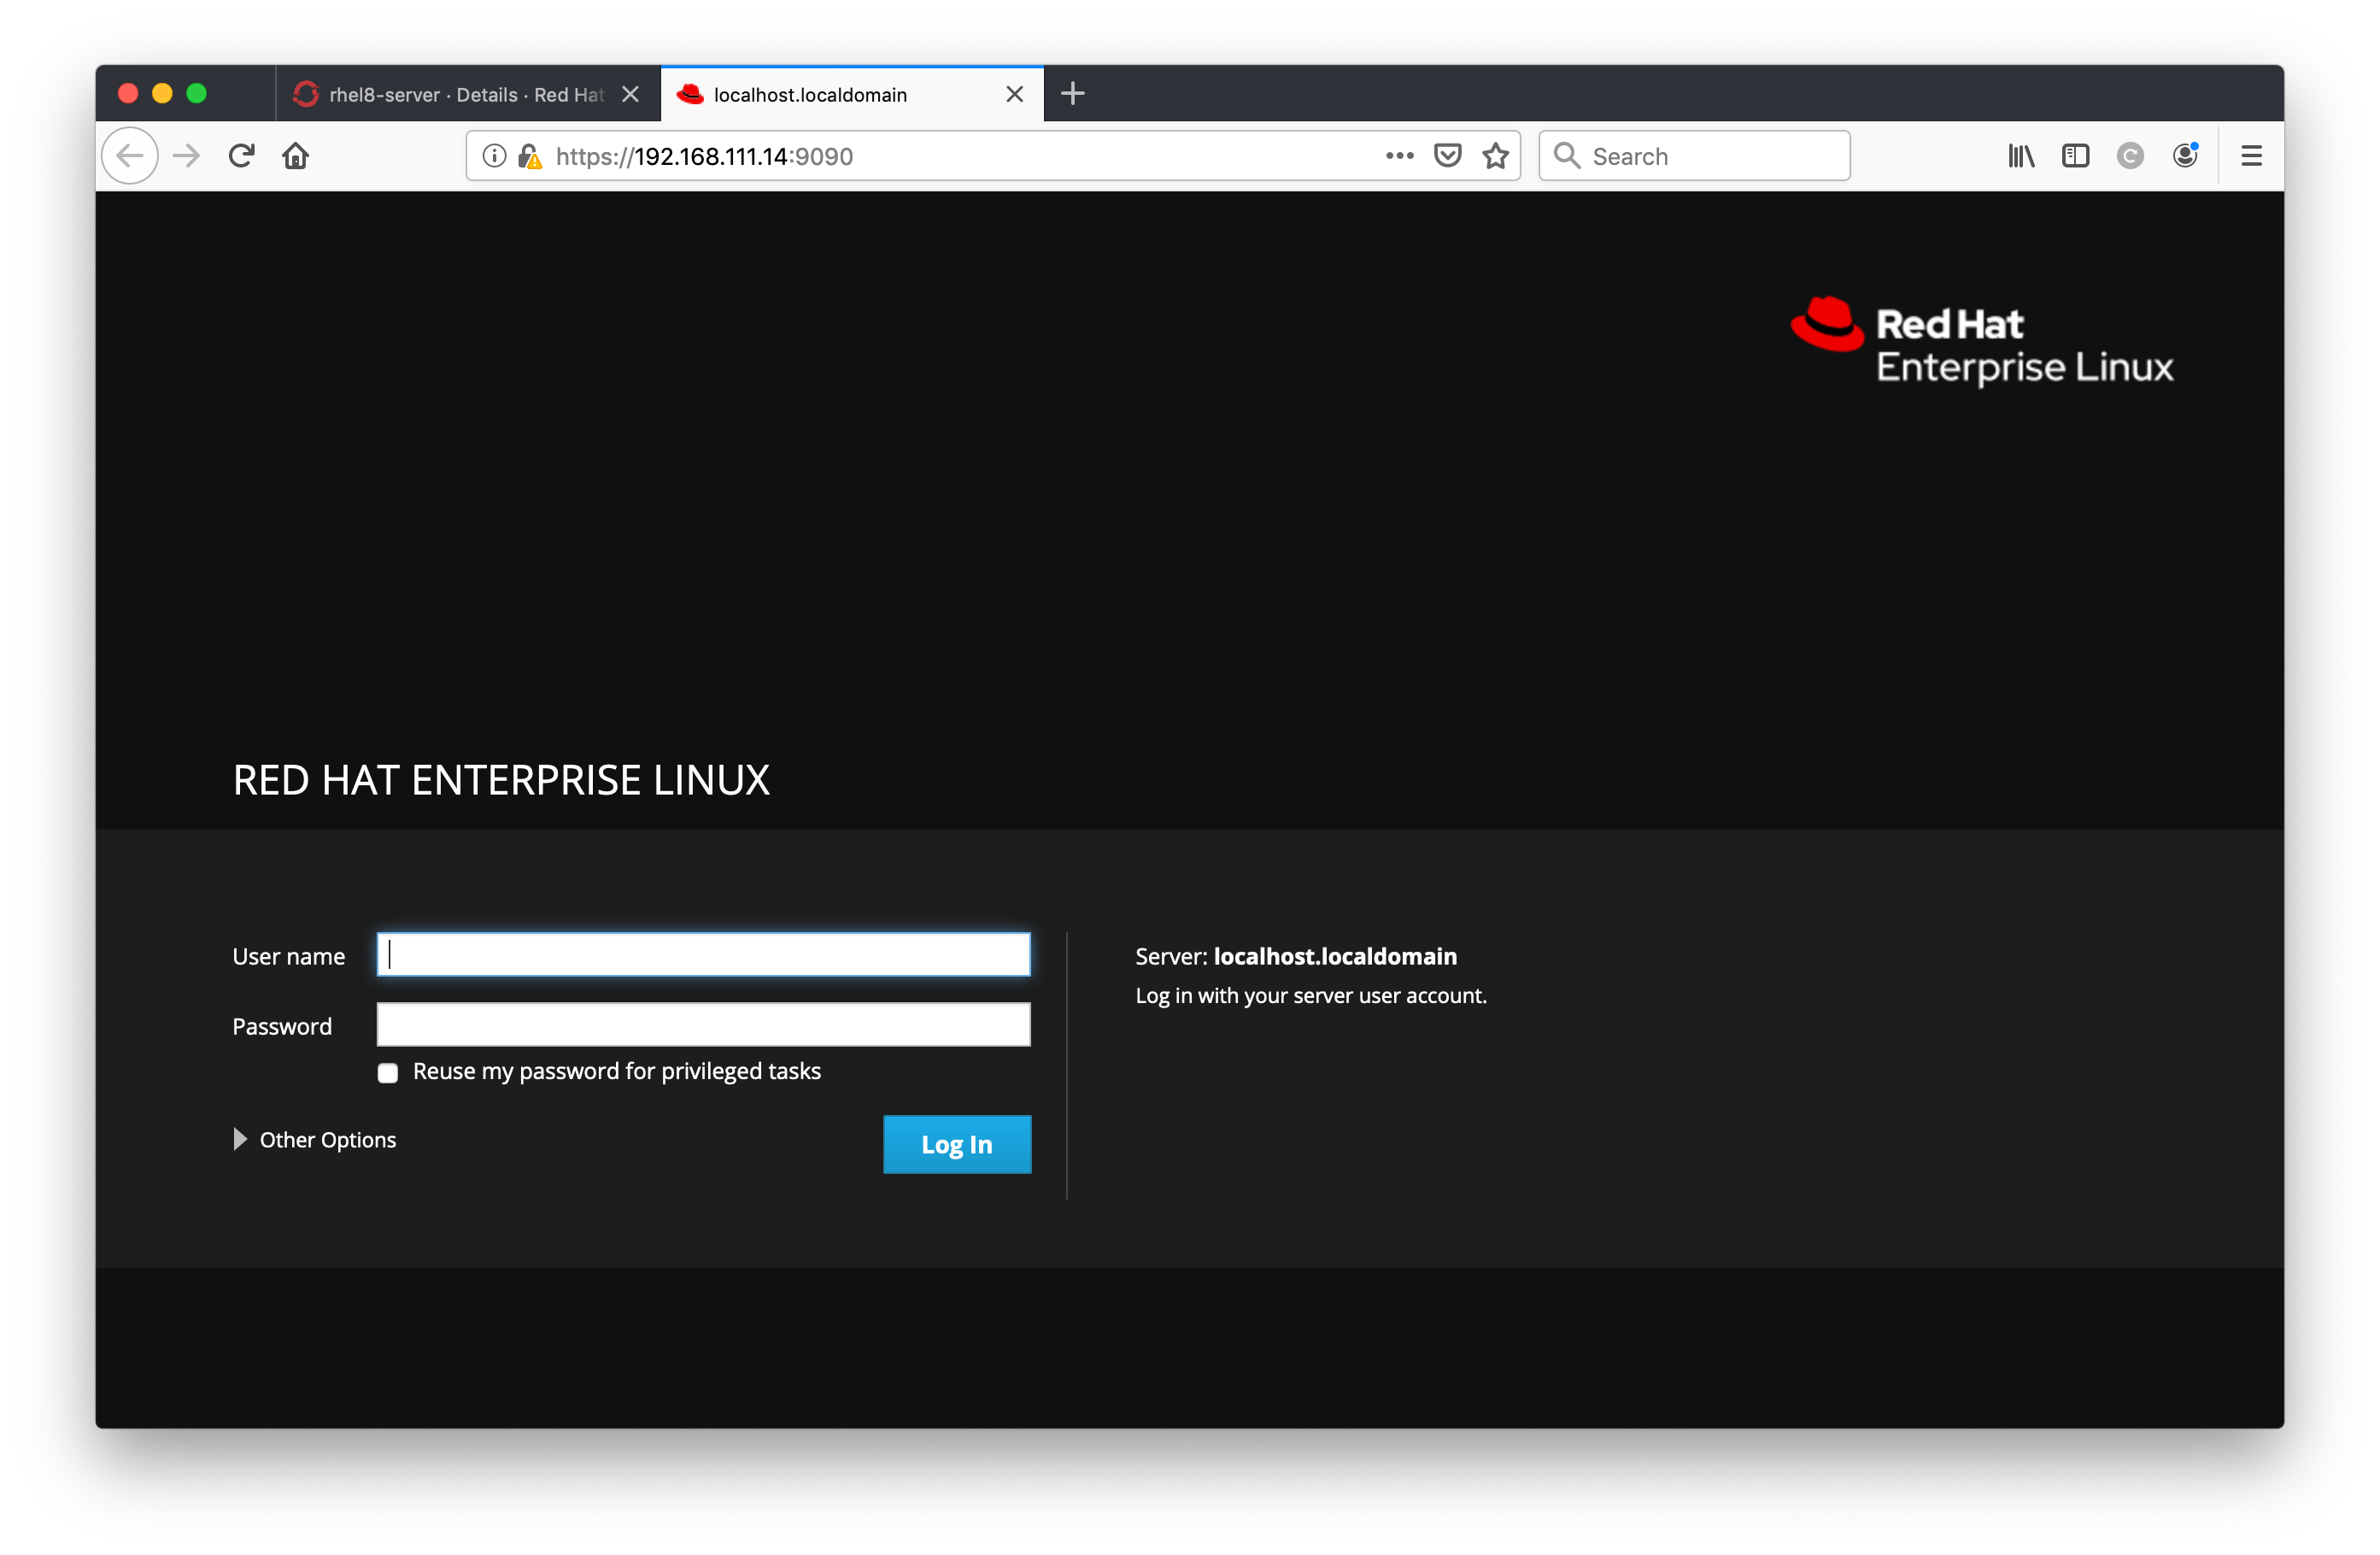 rhel8-server · Details · Red Hat
localhost.localdomain
https://192.168.111.14:9090
Search
Red Hat
Enterprise Linux
RED HAT ENTERPRISE LINUX
User name
Password
Reuse my password for privileged tasks
Other Options
Log In
Server: localhost.localdomain
Log in with your server user account.